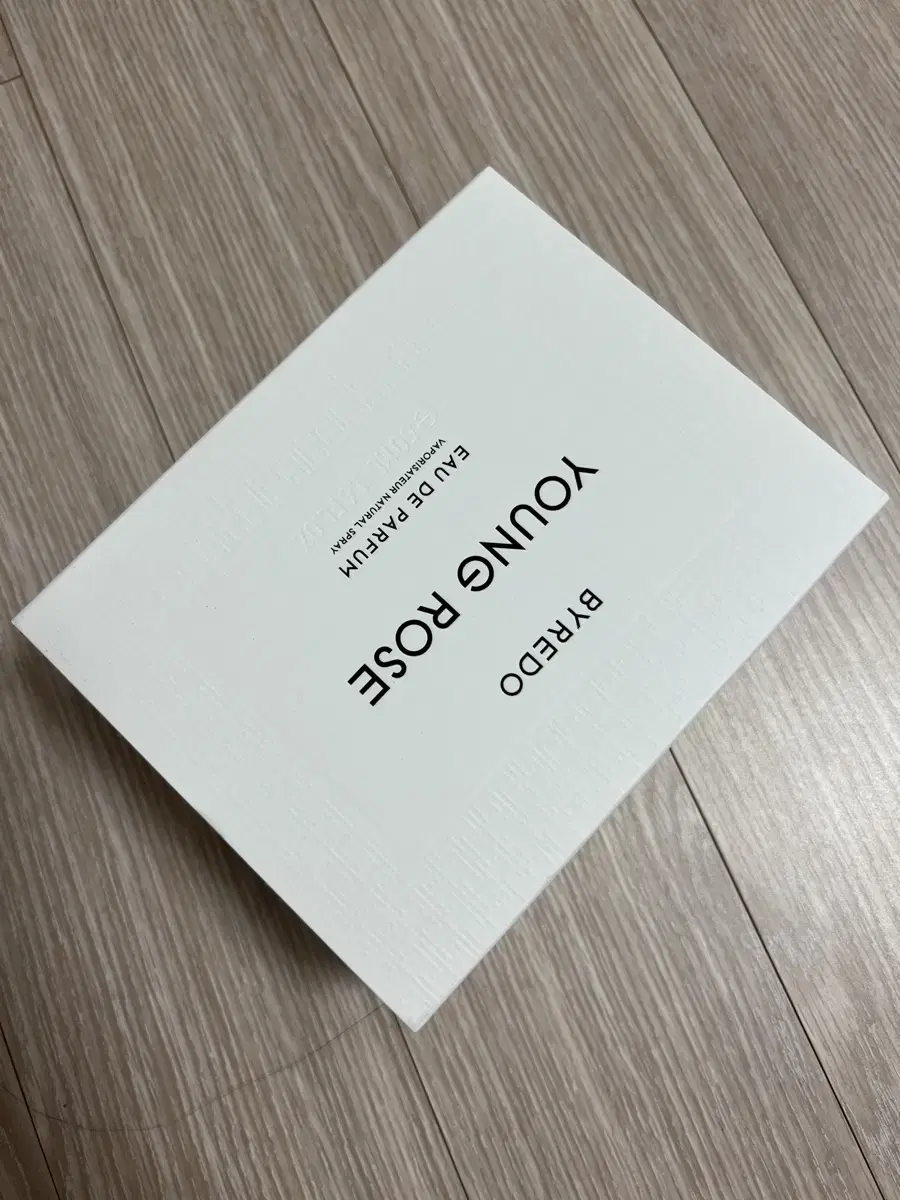 BYREDO
YOUNG ROSE
EAU DE PARFUM
VAPORISATEUR NATURAL SPRAY